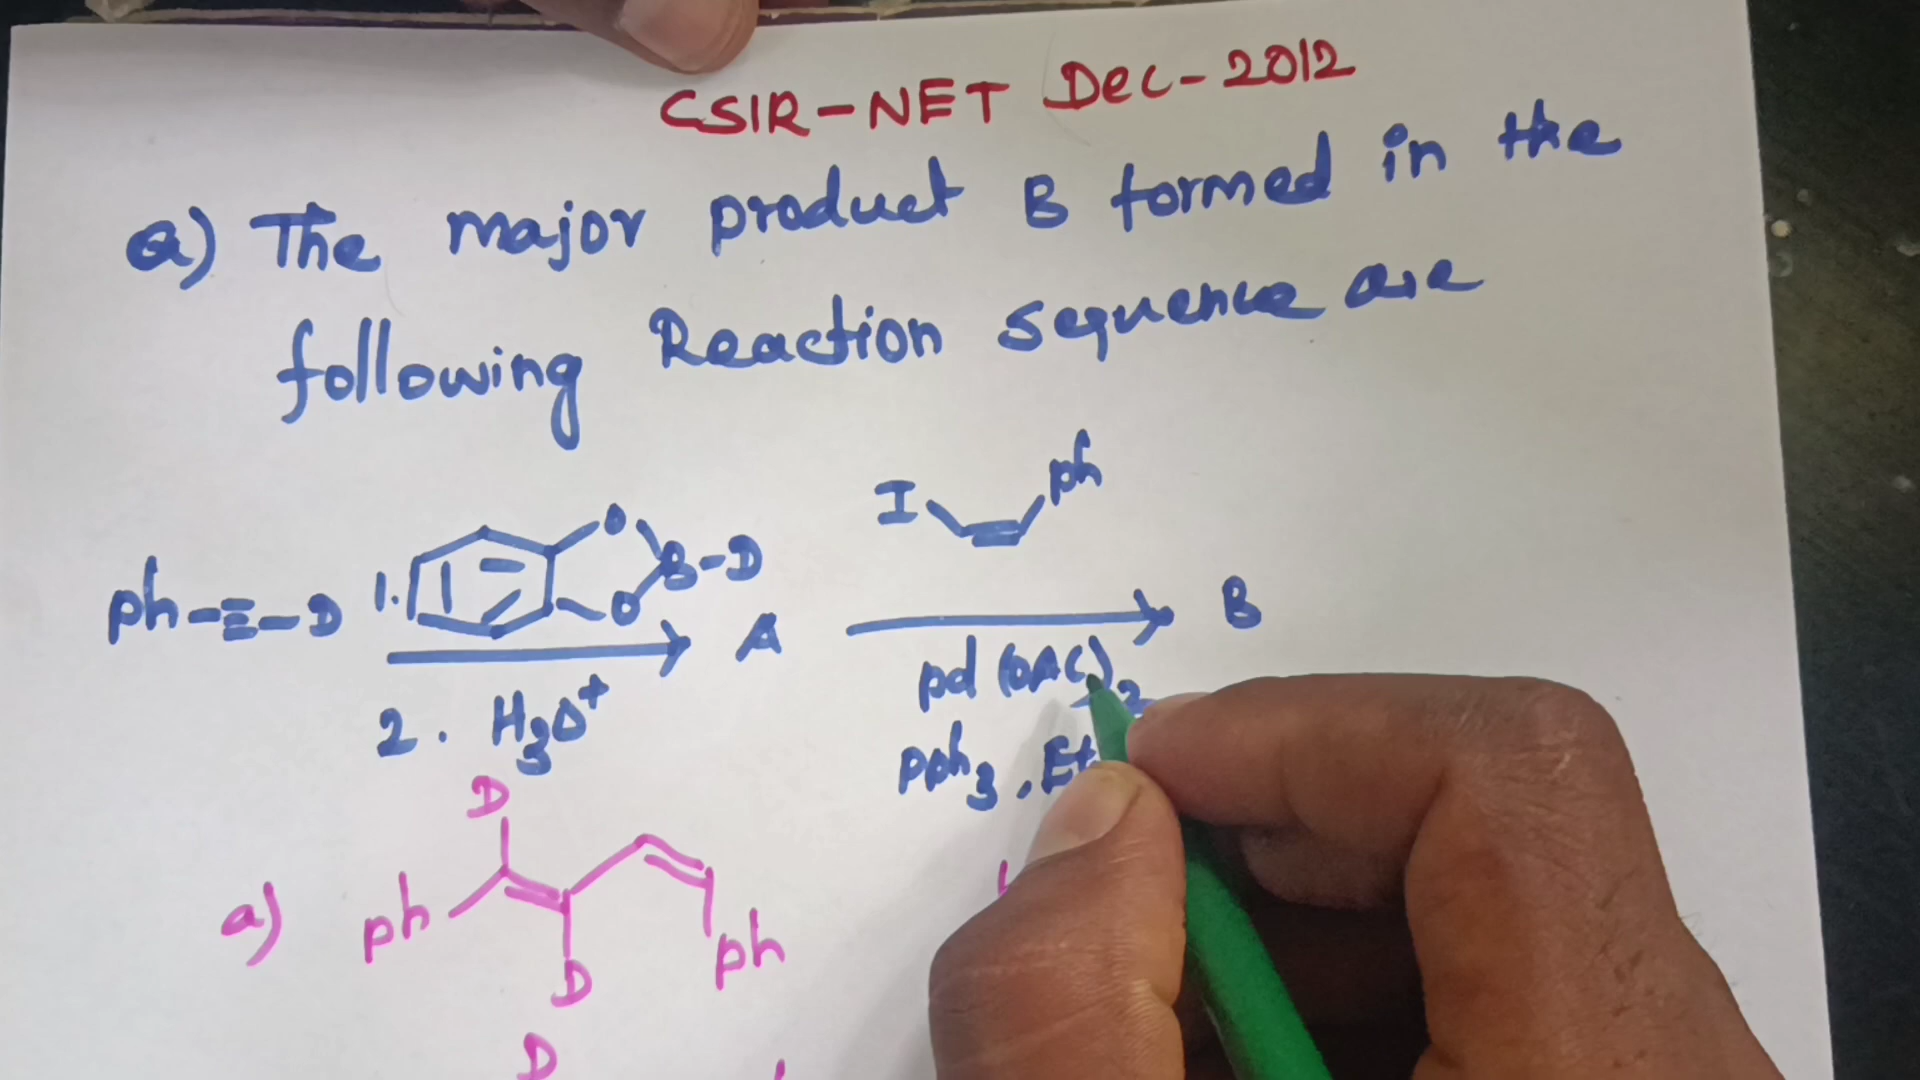 CSIR-NET Dec-2012
Q) The major product B formed in the
following Reaction sequence are
I Ph
Ph-≡-D 1. O O B-D A B
2. H3O+ pd (OAC)2
pph3, Et
D
a) ph D ph
D